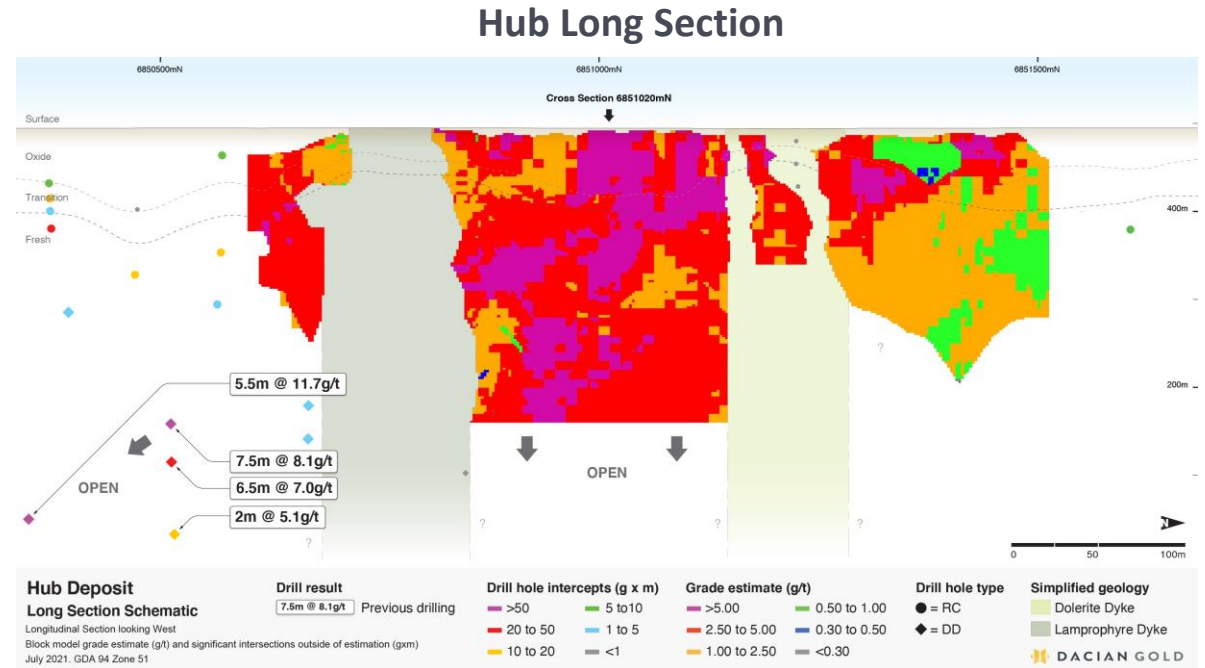 Hub Long Section
6850500mN
6851000mN
6851500mN
Cross Section 6851020mN
Surface
Oxide
Transition
Fresh
400m
200m
5.5m @ 11.7g/t
7.5m @ 8.1g/t
6.5m @ 7.0g/t
2m @ 5.1g/t
OPEN
OPEN
?
?
?
?
?
N
0 50 100m
Hub Deposit
Long Section Schematic
Longitudinal Section looking West
Block model grade estimate (g/t) and significant intersections outside of estimation (gxm)
July 2021. GDA 94 Zone 51
Drill result
7.5m @ 8.1g/t Previous drilling
Drill hole intercepts (g x m)
>50
20 to 50
10 to 20
5 to10
1 to 5
<1
Grade estimate (g/t)
>5.00
2.50 to 5.00
1.00 to 2.50
0.50 to 1.00
0.30 to 0.50
<0.30
Drill hole type
= RC
= DD
Simplified geology
Dolerite Dyke
Lamprophyre Dyke
DACIAN GOLD